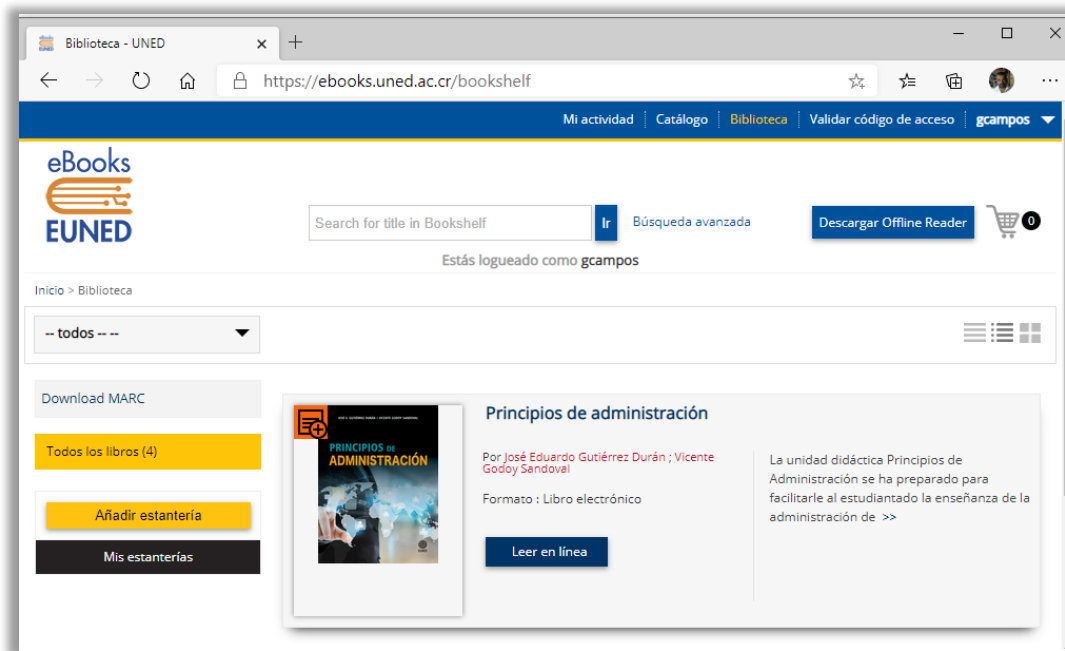 Biblioteca - UNED
https://ebooks.uned.ac.cr/bookshelf
Mi actividad Catálogo Biblioteca Validar código de acceso gcampos
eBooks
EUNED
Search for title in Bookshelf Ir Búsqueda avanzada Descargar Offline Reader 0
Estás logueado como gcampos
Inicio > Biblioteca
-- todos -- --
Download MARC
Todos los libros (4)
Añadir estantería
Mis estanterías
PRINCIPIOS DE
ADMINISTRACIÓN
Principios de administración
Por José Eduardo Gutiérrez Durán ; Vicente
Godoy Sandoval
Formato : Libro electrónico
Leer en línea
La unidad didáctica Principios de
Administración se ha preparado para
facilitarle al estudiantado la enseñanza de la
administración de >>